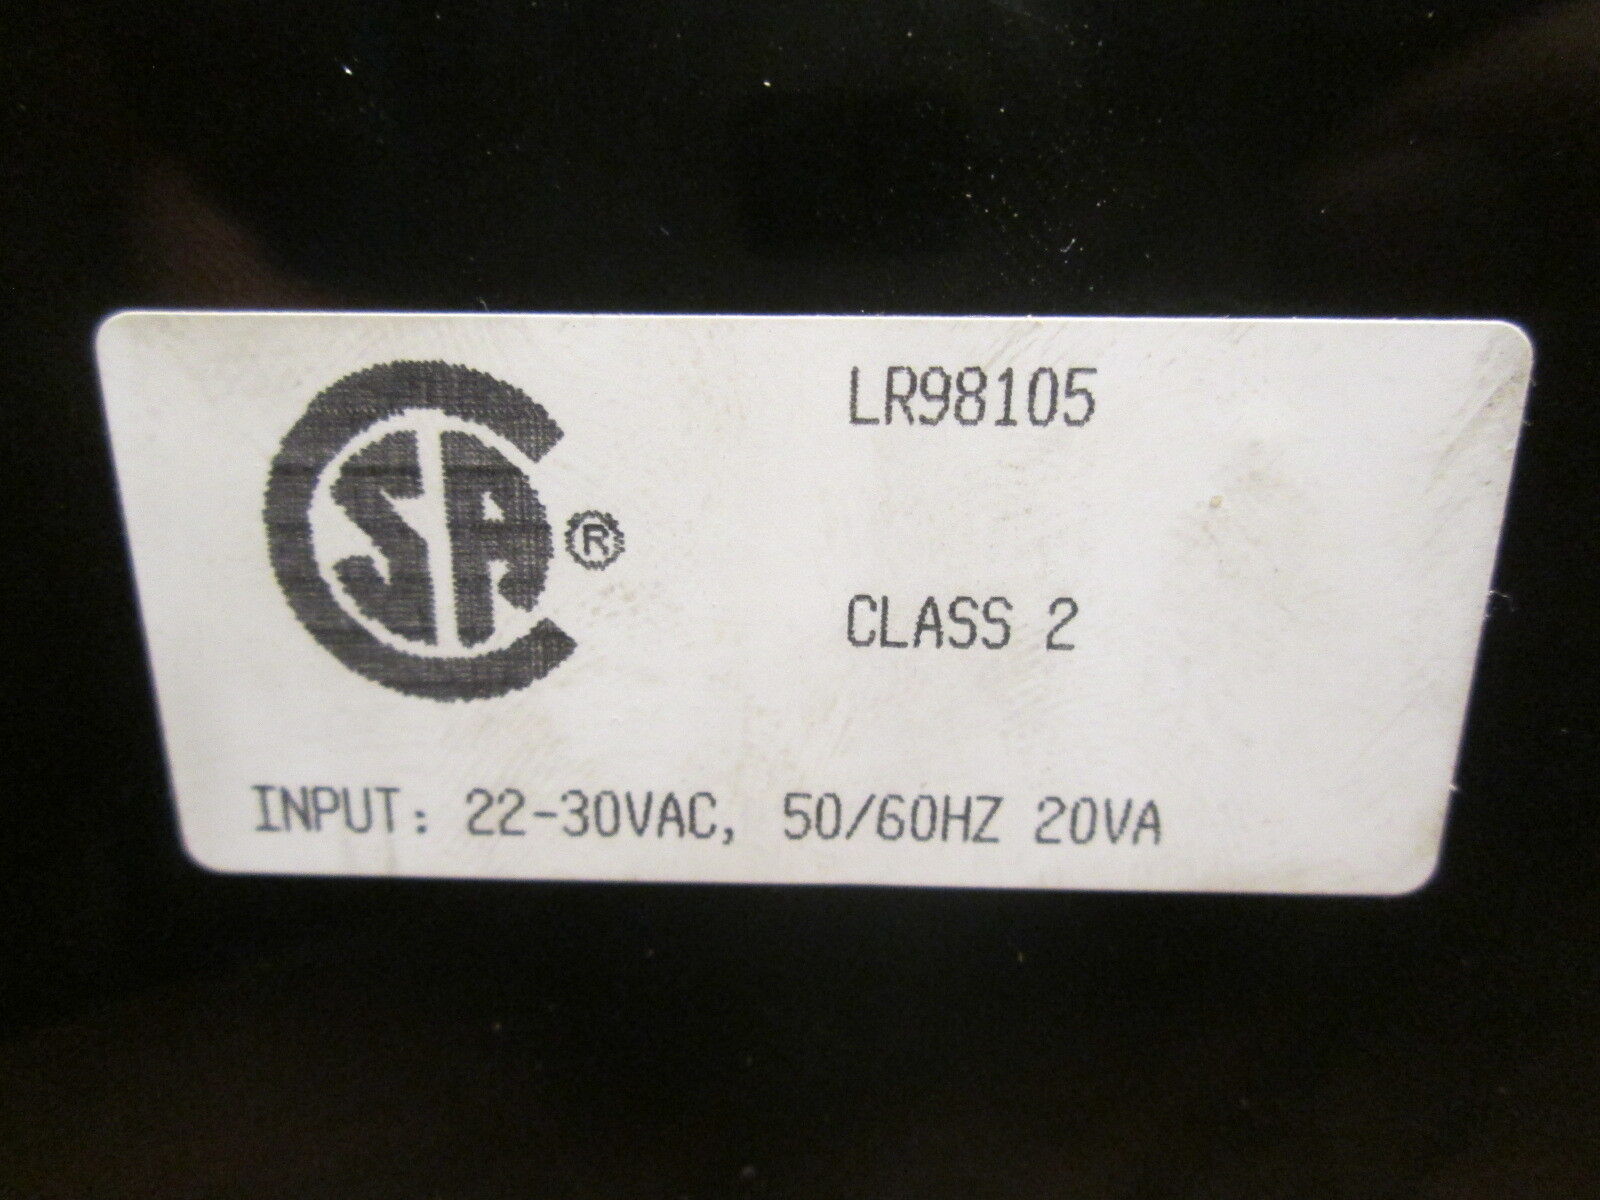 LR98105
CSA ®
CLASS 2
INPUT: 22-30VAC, 50/60HZ 20VA